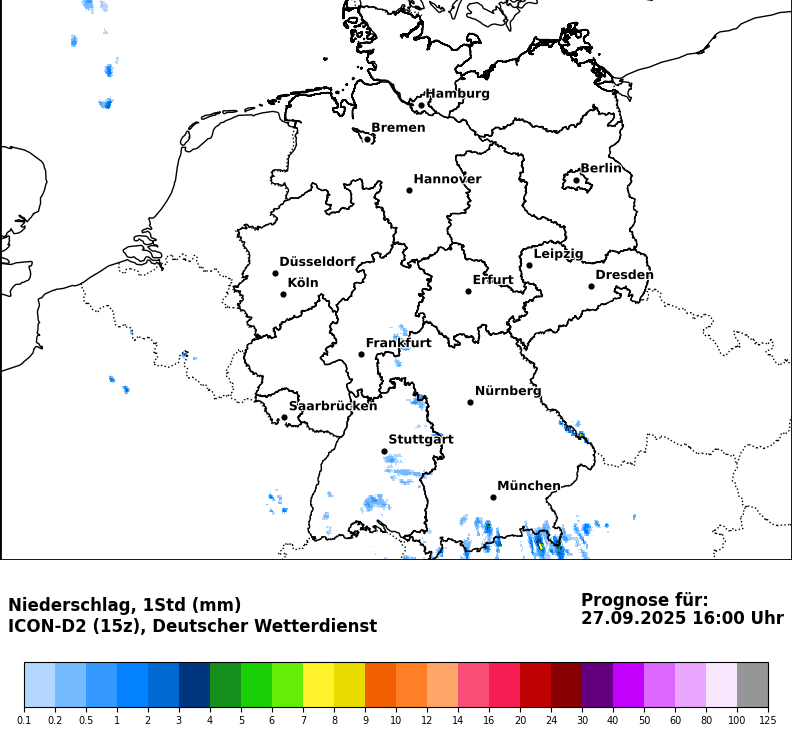 Hamburg
Bremen
Berlin
Hannover
Leipzig
Düsseldorf
Dresden
Köln
Erfurt
Frankfurt
Nürnberg
Saarbrücken
Stuttgart
München
Niederschlag, 1Std (mm)
ICON-D2 (15z), Deutscher Wetterdienst
Prognose für:
27.09.2025 16:00 Uhr
0.1 0.2 0.5 1 2 3 4 5 6 7 8 9 10 12 14 16 20 24 30 40 50 60 80 100 125